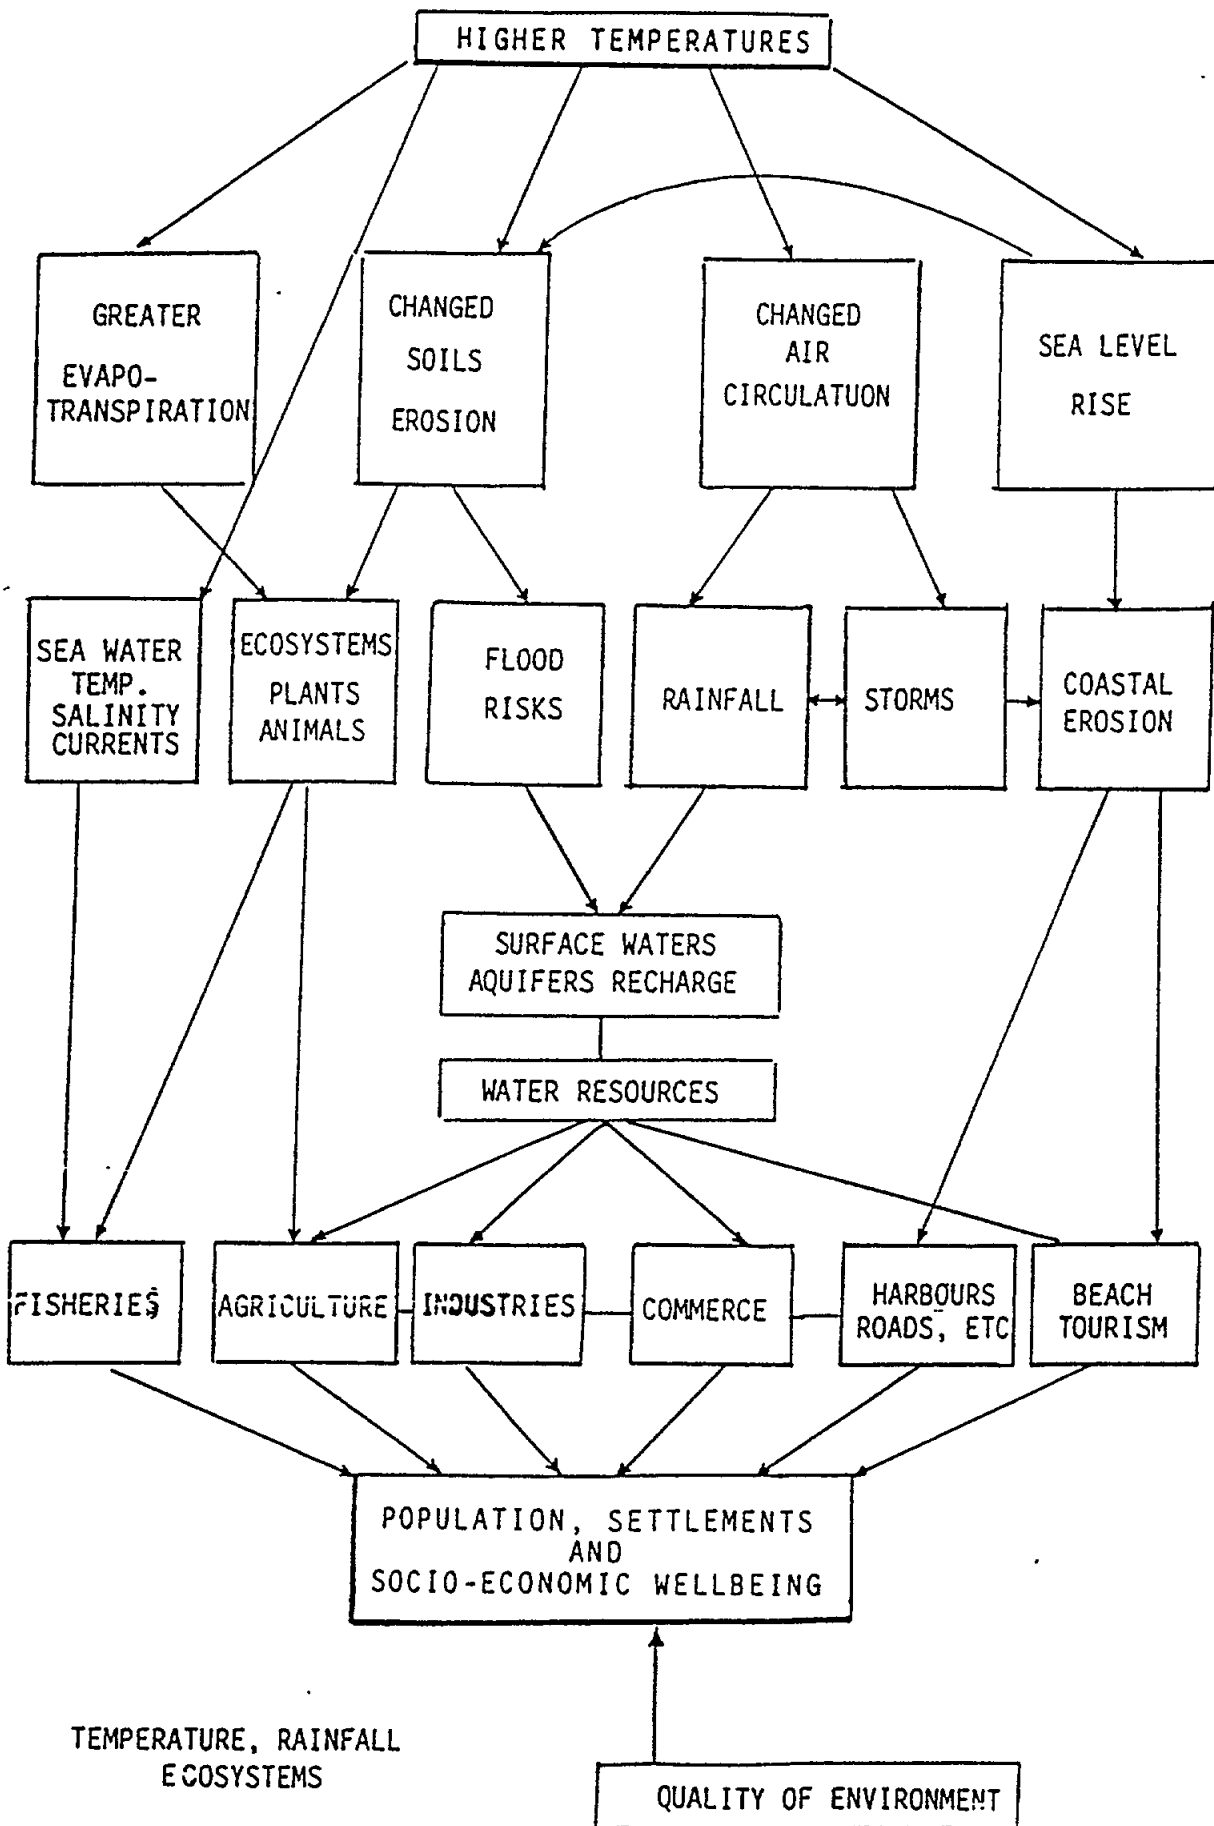 HIGHER TEMPERATURES
GREATER
EVAPO-
TRANSPIRATION
CHANGED
SOILS
EROSION
CHANGED
AIR
CIRCULATUON
SEA LEVEL
RISE
SEA WATER
TEMP.
SALINITY
CURRENTS
ECOSYSTEMS
PLANTS
ANIMALS
FLOOD
RISKS
RAINFALL
STORMS
COASTAL
EROSION
SURFACE WATERS
AQUIFERS RECHARGE
WATER RESOURCES
FISHERIES
AGRICULTURE
INDUSTRIES
COMMERCE
HARBOURS
ROADS, ETC
BEACH
TOURISM
POPULATION, SETTLEMENTS
AND
SOCIO-ECONOMIC WELLBEING
TEMPERATURE, RAINFALL
ECOSYSTEMS
QUALITY OF ENVIRONMENT